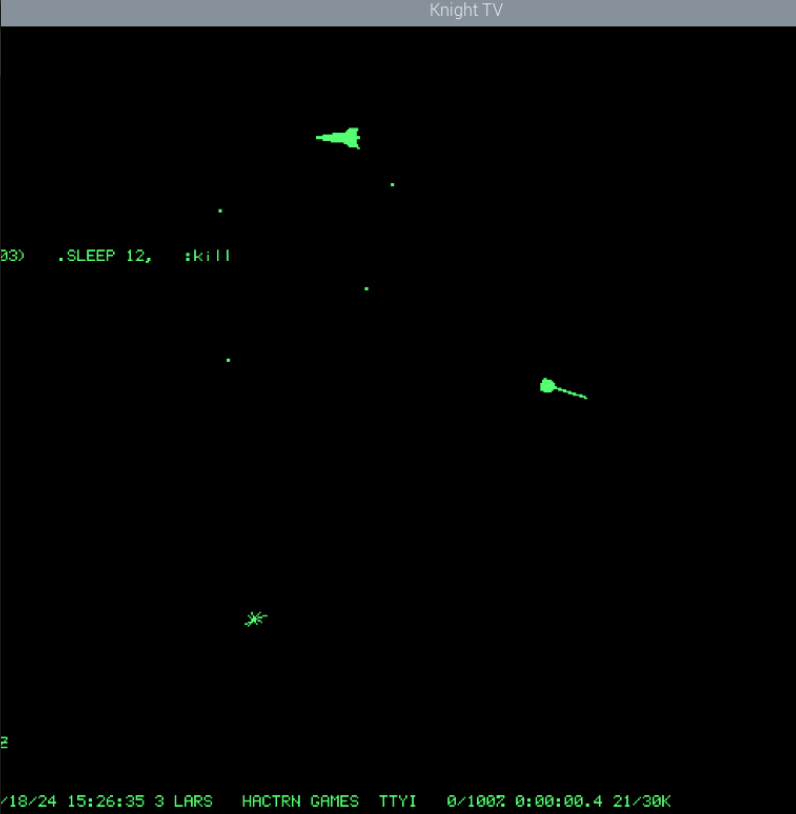 Knight TV
03) .SLEEP 12, :kill
/18/24 15:26:35 3 LARS HACTRN GAMES TTYI 0/100% 0:00:00.4 21/30K